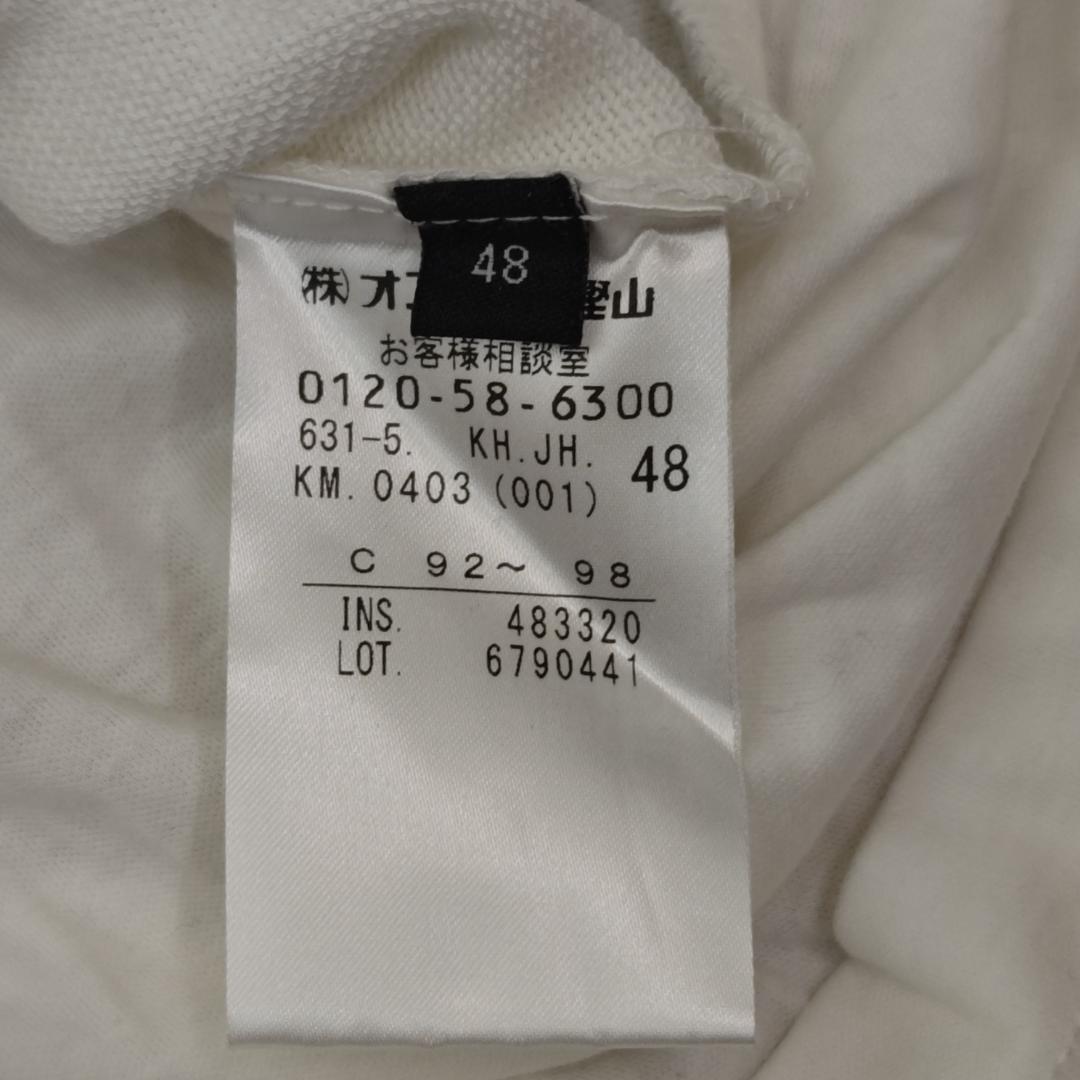 48
㈱オ 樫山
お客様相談室
0120-58-6300
631-5. KH.JH. 48
KM. 0403 (001)
C 92～ 98
INS. 483320
LOT. 6790441